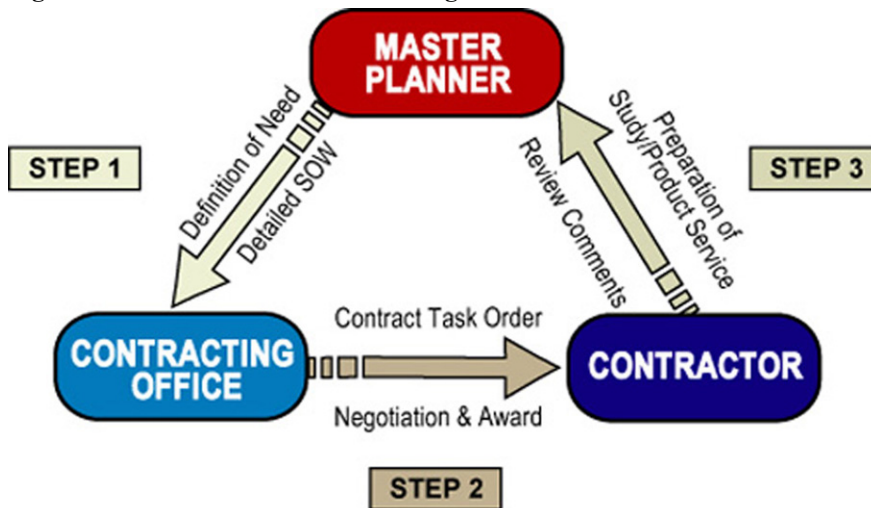 MASTER
PLANNER
STEP 1
Definition of Need
Detailed SOW
Preparation of
Study/Product Service
Review Comments
STEP 3
CONTRACTING
OFFICE
Contract Task Order
Negotiation & Award
CONTRACTOR
STEP 2